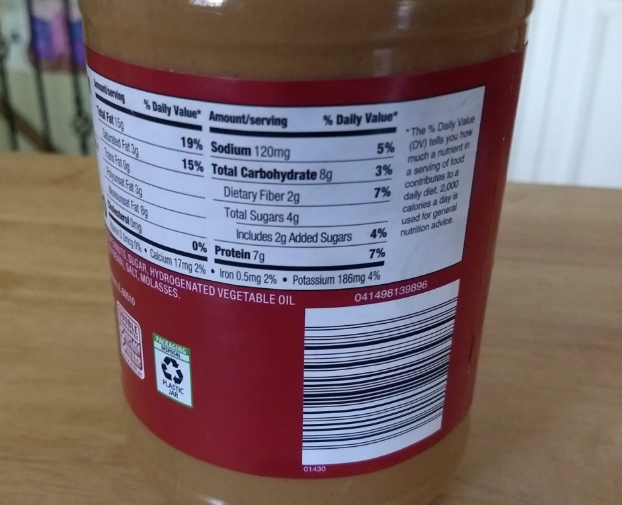 Amount/serving % Daily Value*
Total Fat 15g 19%
Saturated Fat 3g 15%
Trans Fat 0g
Polyunsat Fat 3g
Monounsat Fat 8g
Cholesterol 0mg 0%
Amount/serving % Daily Value*
Sodium 120mg 5%
Total Carbohydrate 8g 3%
Dietary Fiber 2g 7%
Total Sugars 4g
Includes 2g Added Sugars 4%
Protein 7g 7%
0% • Calcium 17mg 2% • Iron 0.5mg 2% • Potassium 186mg 4%
*The % Daily Value
(DV) tells you how
much a nutrient in
a serving of food
contributes to a
daily diet. 2,000
calories a day is
used for general
nutrition advice.
SUGAR, HYDROGENATED VEGETABLE OIL
SALT, MOLASSES.
041498139896
PACKAGING
PLASTIC
JAR
01430